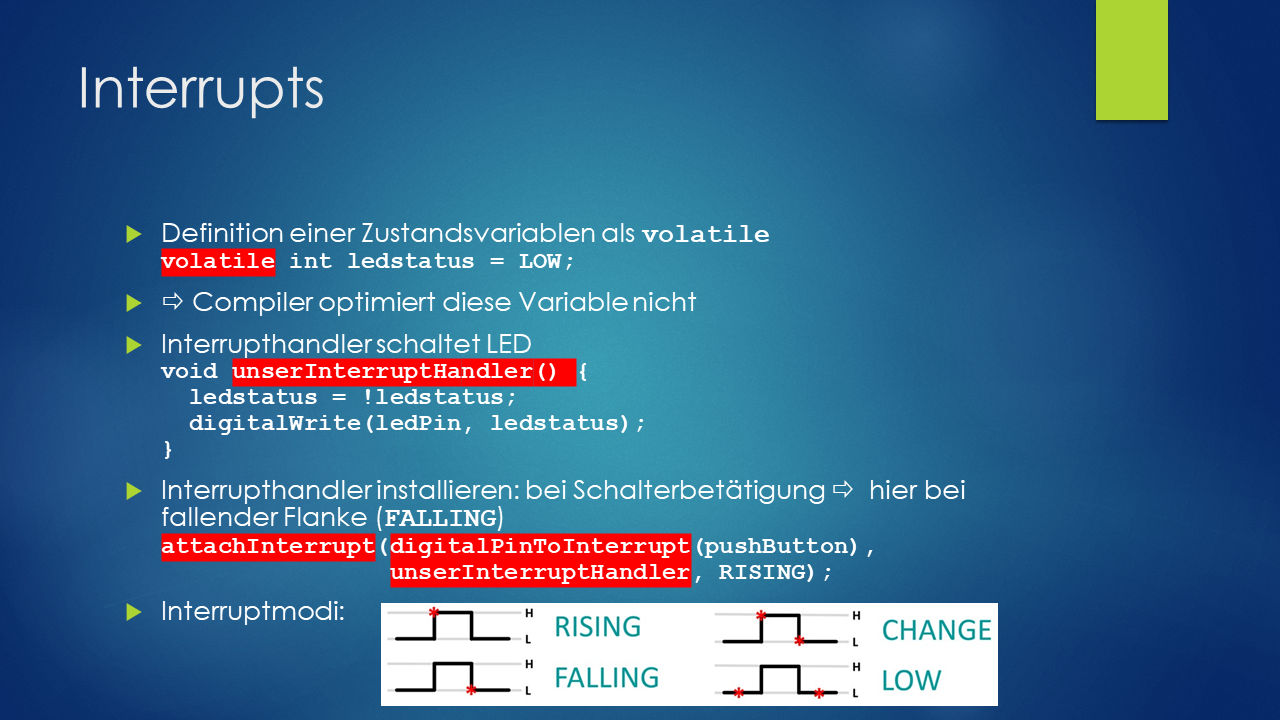 Interrupts
Definition einer Zustandsvariablen als volatile
volatile int ledstatus = LOW;
⇨ Compiler optimiert diese Variable nicht
Interrupthandler schaltet LED
void unserInterruptHandler() {
  ledstatus = !ledstatus;
  digitalWrite(ledPin, ledstatus);
}
Interrupthandler installieren: bei Schalterbetätigung ⇨ hier bei
fallender Flanke (FALLING)
attachInterrupt(digitalPinToInterrupt(pushButton),
                unserInterruptHandler, RISING);
Interruptmodi:
H
L
RISING
H
L
CHANGE
H
L
FALLING
H
L
LOW